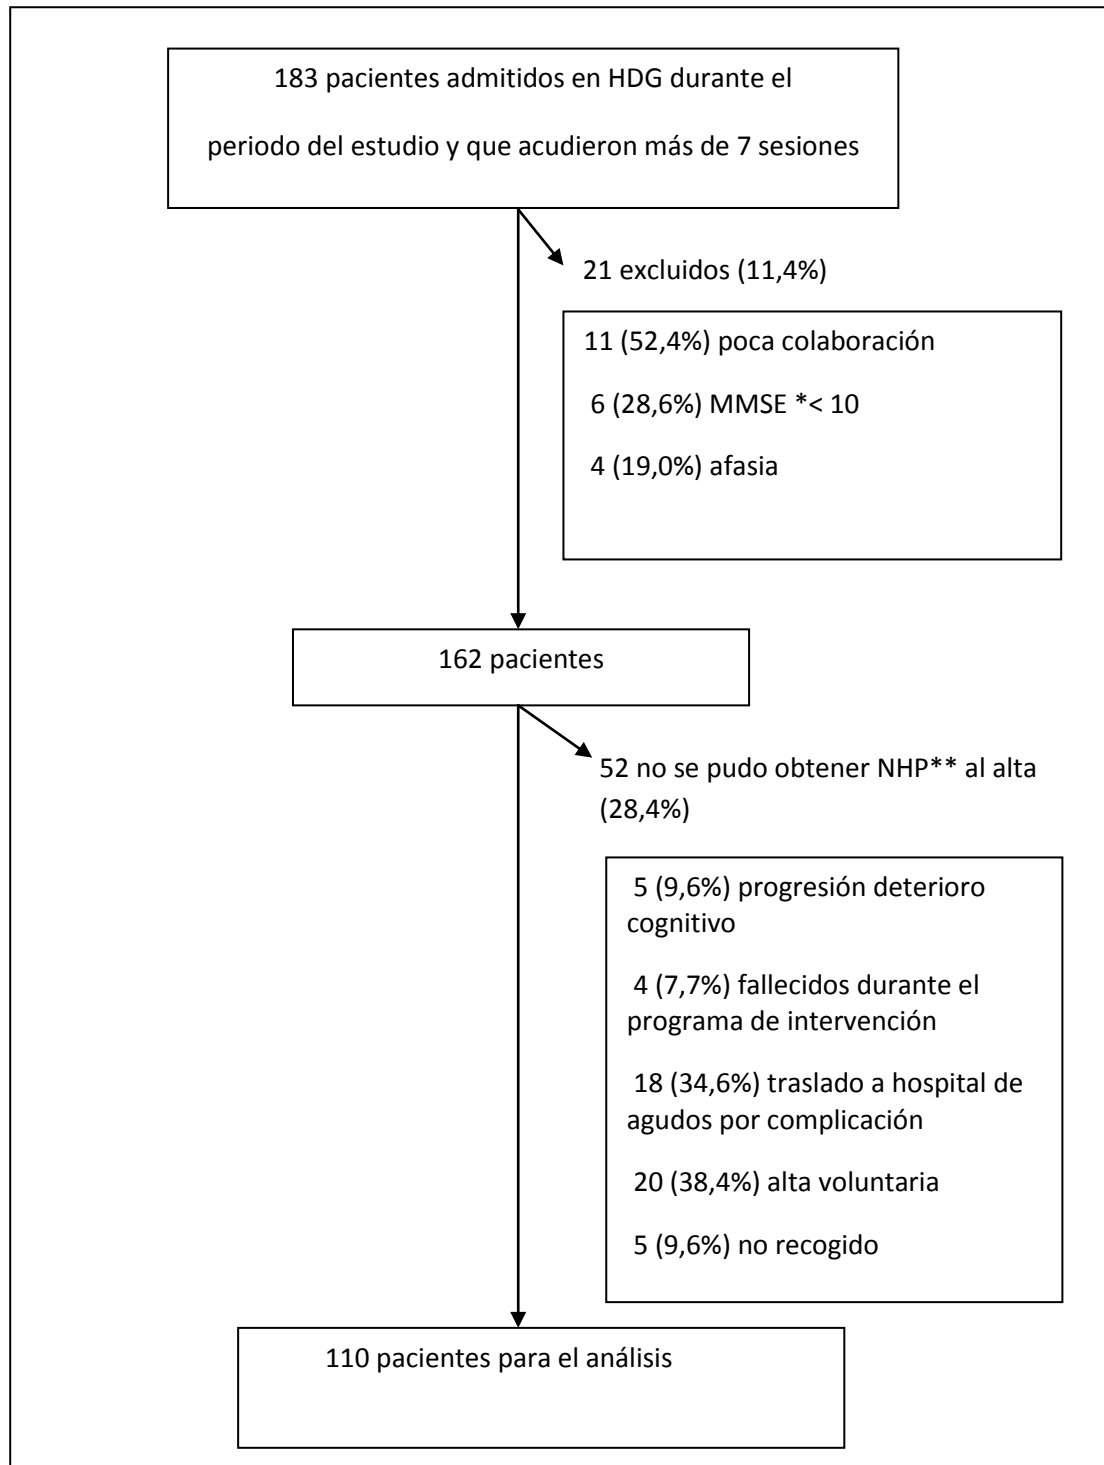 183 pacientes admitidos en HDG durante el
periodo del estudio y que acudieron más de 7 sesiones
21 excluidos (11,4%)
11 (52,4%) poca colaboración
6 (28,6%) MMSE *< 10
4 (19,0%) afasia
162 pacientes
52 no se pudo obtener NHP** al alta
(28,4%)
5 (9,6%) progresión deterioro
cognitivo
4 (7,7%) fallecidos durante el
programa de intervención
18 (34,6%) traslado a hospital de
agudos por complicación
20 (38,4%) alta voluntaria
5 (9,6%) no recogido
110 pacientes para el análisis